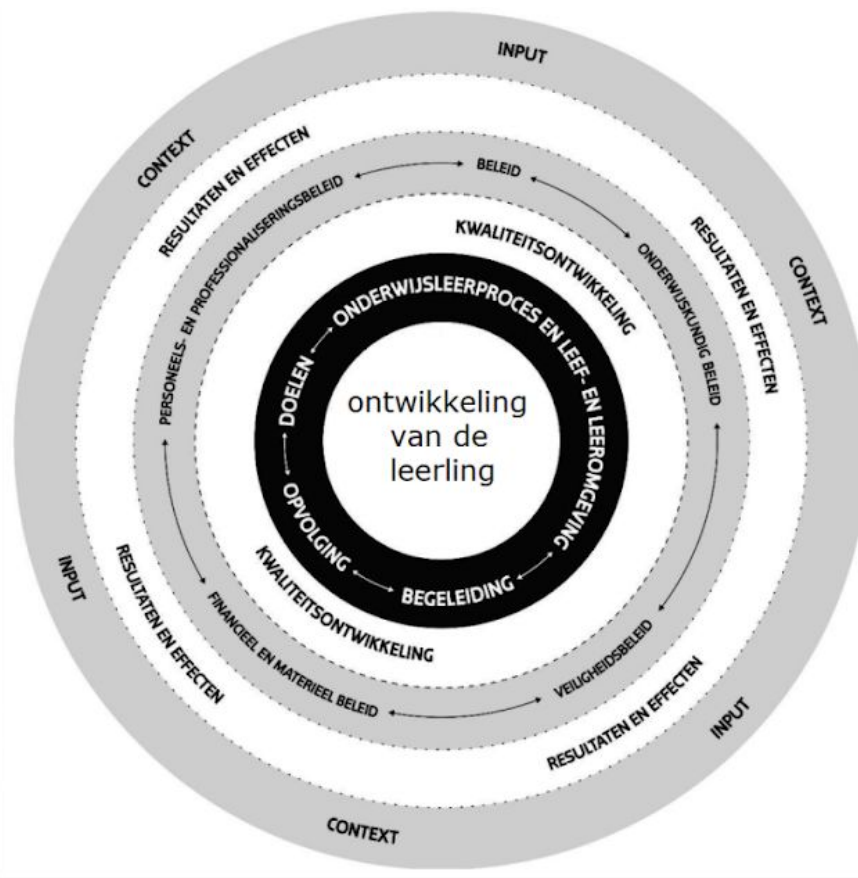 INPUT
CONTEXT
CONTEXT
INPUT
INPUT
CONTEXT
RESULTATEN EN EFFECTEN
RESULTATEN EN EFFECTEN
RESULTATEN EN EFFECTEN
RESULTATEN EN EFFECTEN
BELEID
ONDERWIJSKUNDIG BELEID
VEILIGHEIDSBELEID
FINANCIEEL EN MATERIEEL BELEID
PERSONEELS- EN PROFESSIONALISERINGSBELEID
KWALITEITSONTWIKKELING
KWALITEITSONTWIKKELING
DOELEN
ONDERWIJSLEERPROCES EN LEEF- EN LEEROMGEVING
BEGELEIDING
OPVOLGING
ontwikkeling
van de
leerling